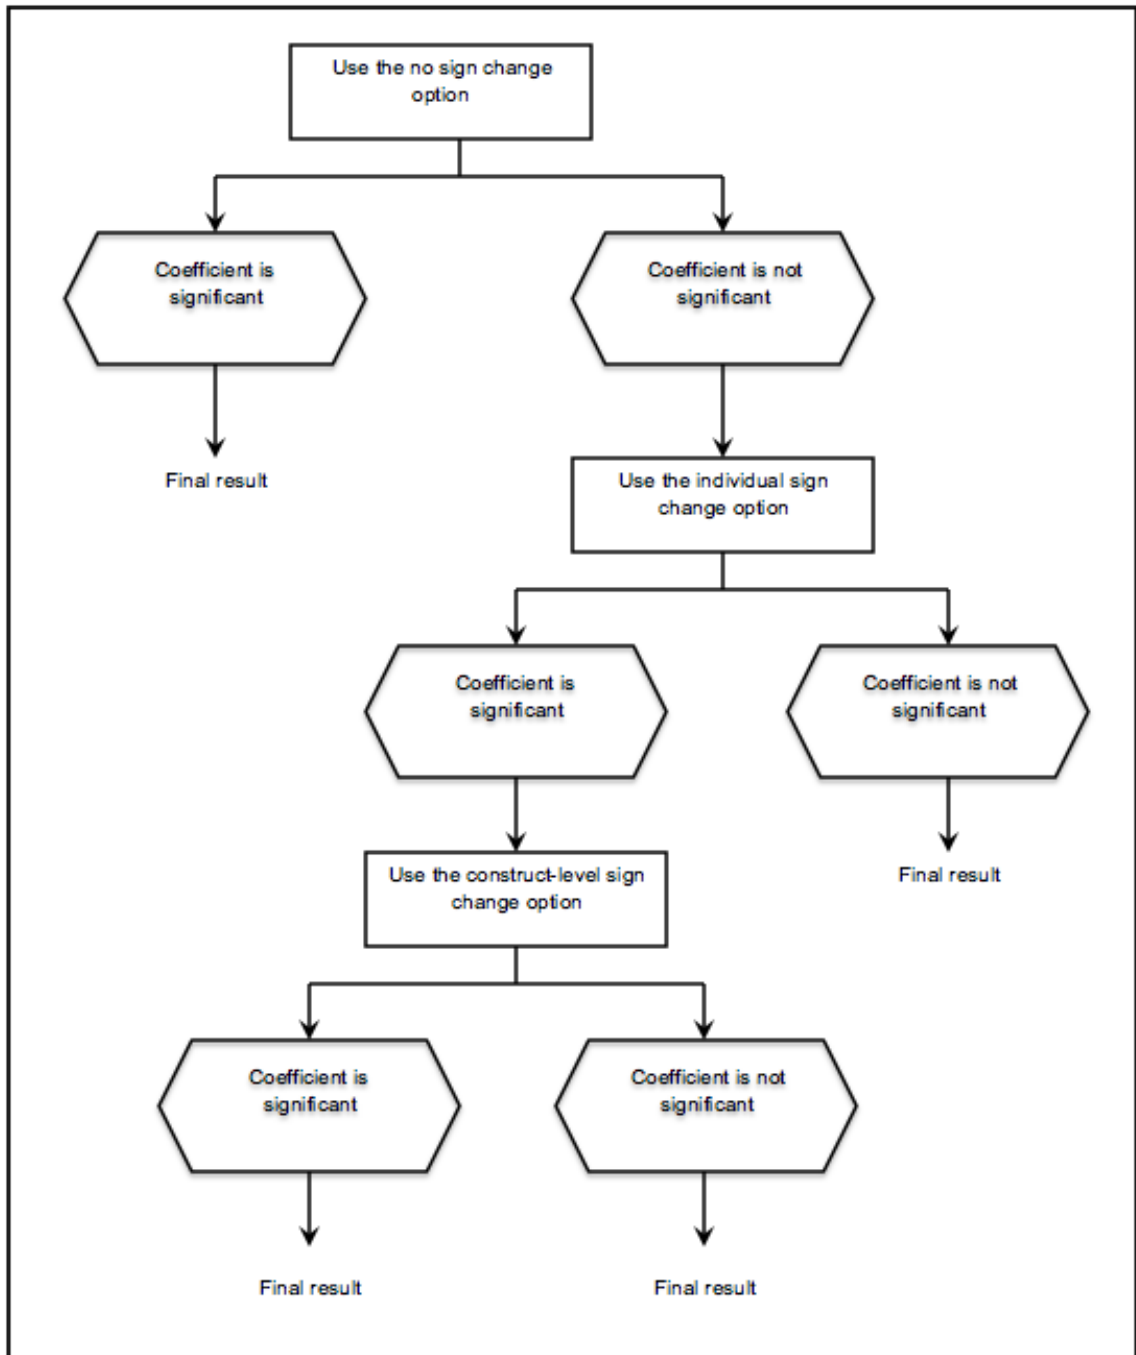 Use the no sign change
option
Coefficient is
significant
Coefficient is not
significant
Final result
Use the individual sign
change option
Coefficient is
significant
Coefficient is not
significant
Use the construct-level sign
change option
Final result
Coefficient is
significant
Coefficient is not
significant
Final result
Final result